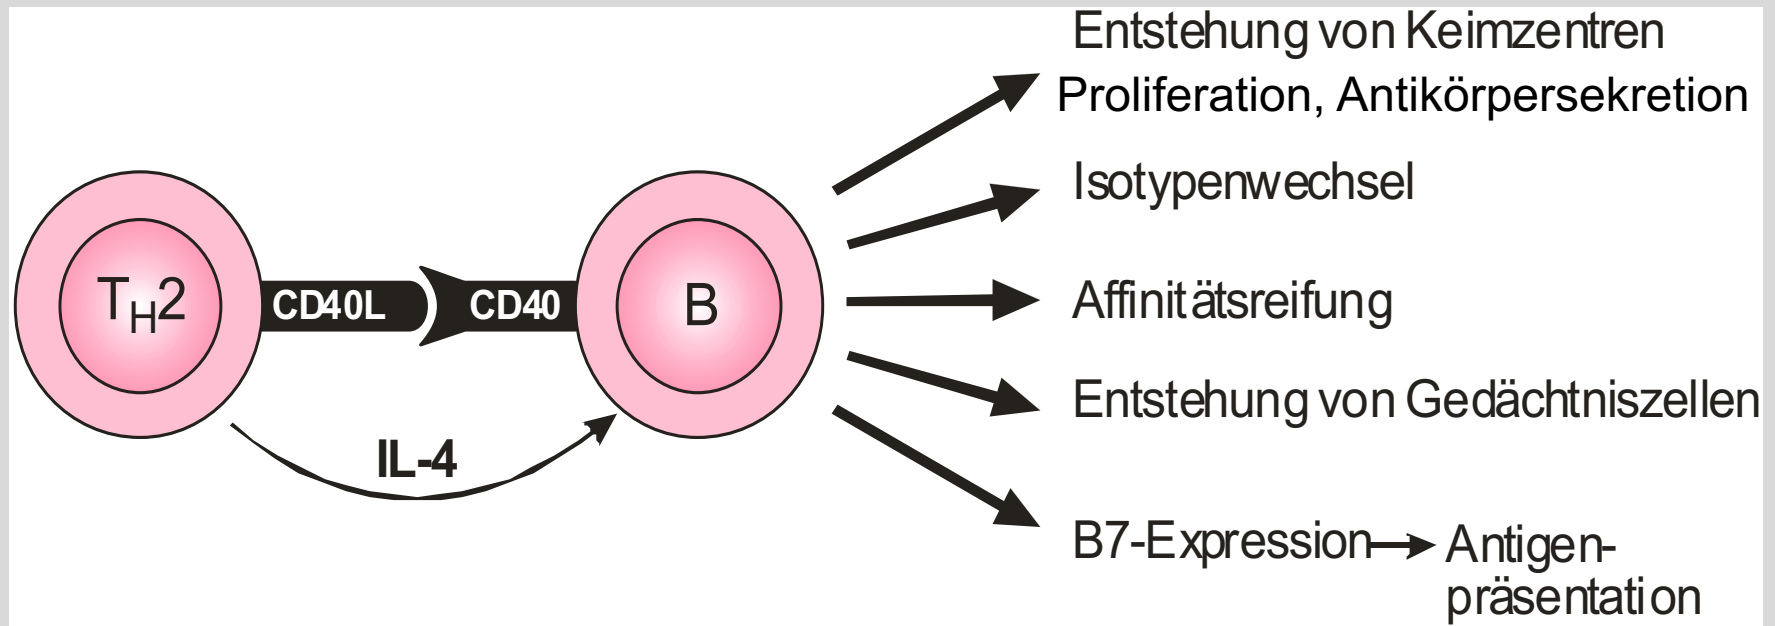 Entstehung von Keimzentren
Proliferation, Antikörpersekretion
Isotypenwechsel
TH2
CD40L
CD40
B
Affinitätsreifung
Entstehung von Gedächtniszellen
IL-4
B7-Expression
Antigen-
präsentation